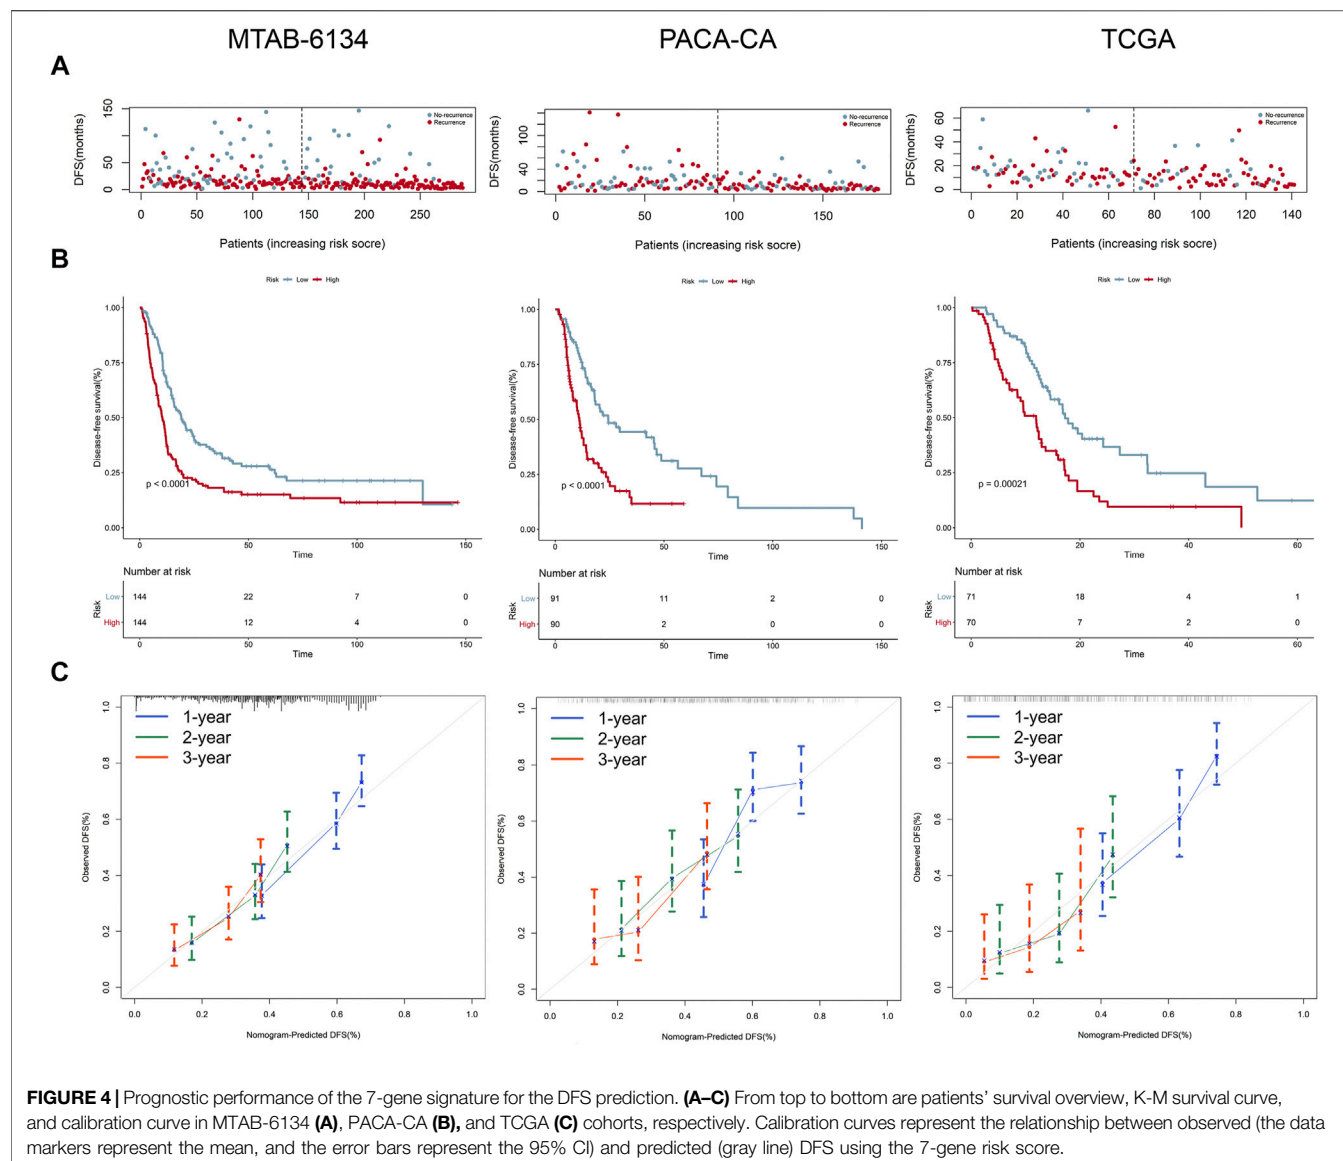 MTAB-6134 PACA-CA TCGA
A
DFS(months) 0 50 150
No-recurrence
Recurrence
0 50 100 150 200 250
Patients (increasing risk socre)
DFS(months) 0 40 100
No-recurrence
Recurrence
0 50 100 150
Patients (increasing risk socre)
DFS(months) 0 10 20 40 60
No-recurrence
Recurrence
0 20 40 60 80 100 120 140
Patients (increasing risk socre)
B
Risk Low High
Disease-free survival(%)
1.00
0.75
0.50
0.25
0.00
p < 0.0001
0 50 100 150
Time
Number at risk
Risk
Low 144 22 7 0
High 144 12 4 0
0 50 100 150
Time
Risk Low High
Disease-free survival(%)
1.00
0.75
0.50
0.25
0.00
p < 0.0001
0 50 100 150
Time
Number at risk
Risk
Low 91 11 2 0
High 90 2 0 0
0 50 100 150
Time
Risk Low High
Disease-free survival(%)
1.00
0.75
0.50
0.25
0.00
p = 0.00021
0 20 40 60
Time
Number at risk
Risk
Low 71 18 4 1
High 70 7 2 0
0 20 40 60
Time
C
1-year
2-year
3-year
Observed DFS(%)
1.0
0.8
0.6
0.4
0.2
0.0
0.0 0.2 0.4 0.6 0.8 1.0
Nomogram-Predicted DFS(%)
1-year
2-year
3-year
Observed DFS(%)
1.0
0.8
0.6
0.4
0.2
0.0
0.0 0.2 0.4 0.6 0.8 1.0
Nomogram-Predicted DFS(%)
1-year
2-year
3-year
Observed DFS(%)
1.0
0.8
0.6
0.4
0.2
0.0
0.0 0.2 0.4 0.6 0.8 1.0
Nomogram-Predicted DFS(%)
FIGURE 4 | Prognostic performance of the 7-gene signature for the DFS prediction. (A–C) From top to bottom are patients’ survival overview, K-M survival curve,
and calibration curve in MTAB-6134 (A), PACA-CA (B), and TCGA (C) cohorts, respectively. Calibration curves represent the relationship between observed (the data
markers represent the mean, and the error bars represent the 95% CI) and predicted (gray line) DFS using the 7-gene risk score.